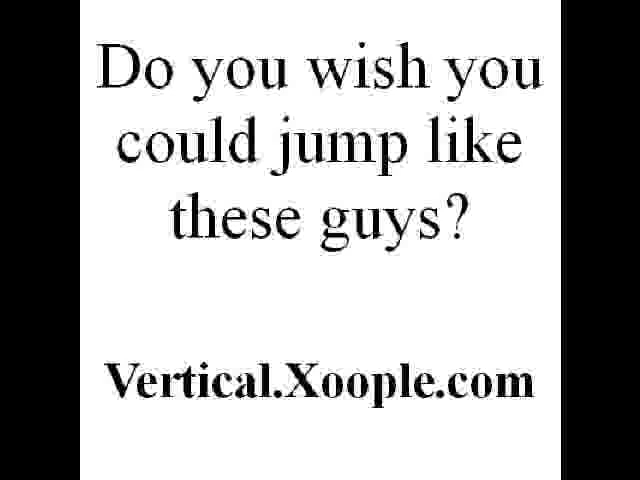 Do you wish you
could jump like
these guys?
Vertical.Xoople.com